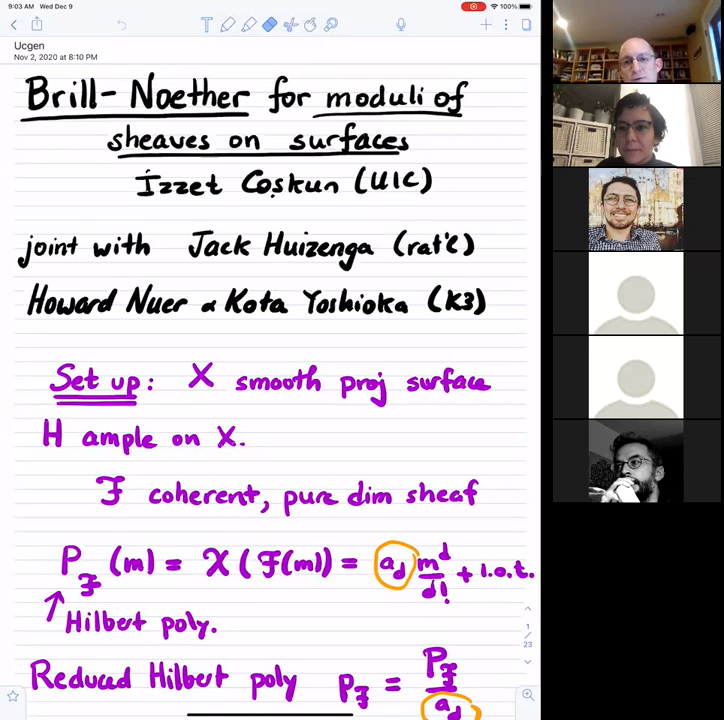 9:03 AM Wed Dec 9
100%
Ucgen
Nov 2, 2020 at 8:10 PM
Brill-Noether for moduli of
sheaves on surfaces
İzzet Coşkun (UIC)
joint with Jack Huizenga (rat'l)
Howard Nuer & Kota Yoshioka (K3)
Set up: X smooth proj surface
H ample on X.
F coherent, pure dim sheaf
P_F (m) = χ(F(m)) = a_d m^d/d! + l.o.t.
↑ Hilbert poly.
Reduced Hilbert poly p_F = P_F/a_d
1/23